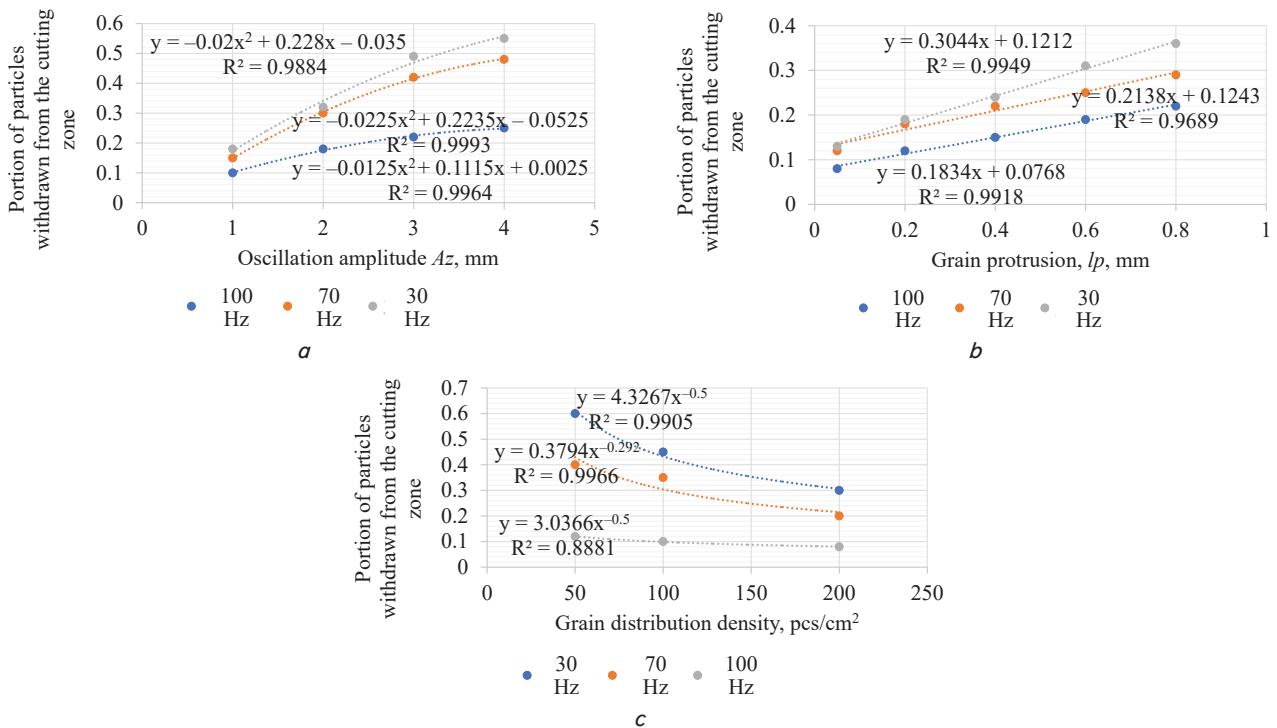 Portion of particles
withdrawn from the cutting
zone
0.6
0.5
0.4
0.3
0.2
0.1
0
y = –0.02x² + 0.228x – 0.035
R² = 0.9884
y = –0.0225x² + 0.2235x – 0.0525
R² = 0.9993
y = –0.0125x² + 0.1115x + 0.0025
R² = 0.9964
0 1 2 3 4 5
Oscillation amplitude Az, mm
100 70 30
Hz Hz Hz
a
Portion of particles
withdrawn from the cutting
zone
0.4
0.3
0.2
0.1
0
y = 0.3044x + 0.1212
R² = 0.9949
y = 0.2138x + 0.1243
R² = 0.9689
y = 0.1834x + 0.0768
R² = 0.9918
0 0.2 0.4 0.6 0.8 1
Grain protrusion, lp, mm
100 70 30
Hz Hz Hz
b
Portion of particles
withdrawn from the cutting
zone
0.7
0.6
0.5
0.4
0.3
0.2
0.1
0
y = 4.3267x⁻⁰·⁵
R² = 0.9905
y = 0.3794x⁻⁰·²⁹²
R² = 0.9966
y = 3.0366x⁻⁰·⁵
R² = 0.8881
0 50 100 150 200 250
Grain distribution density, pcs/cm²
30 70 100
Hz Hz Hz
c